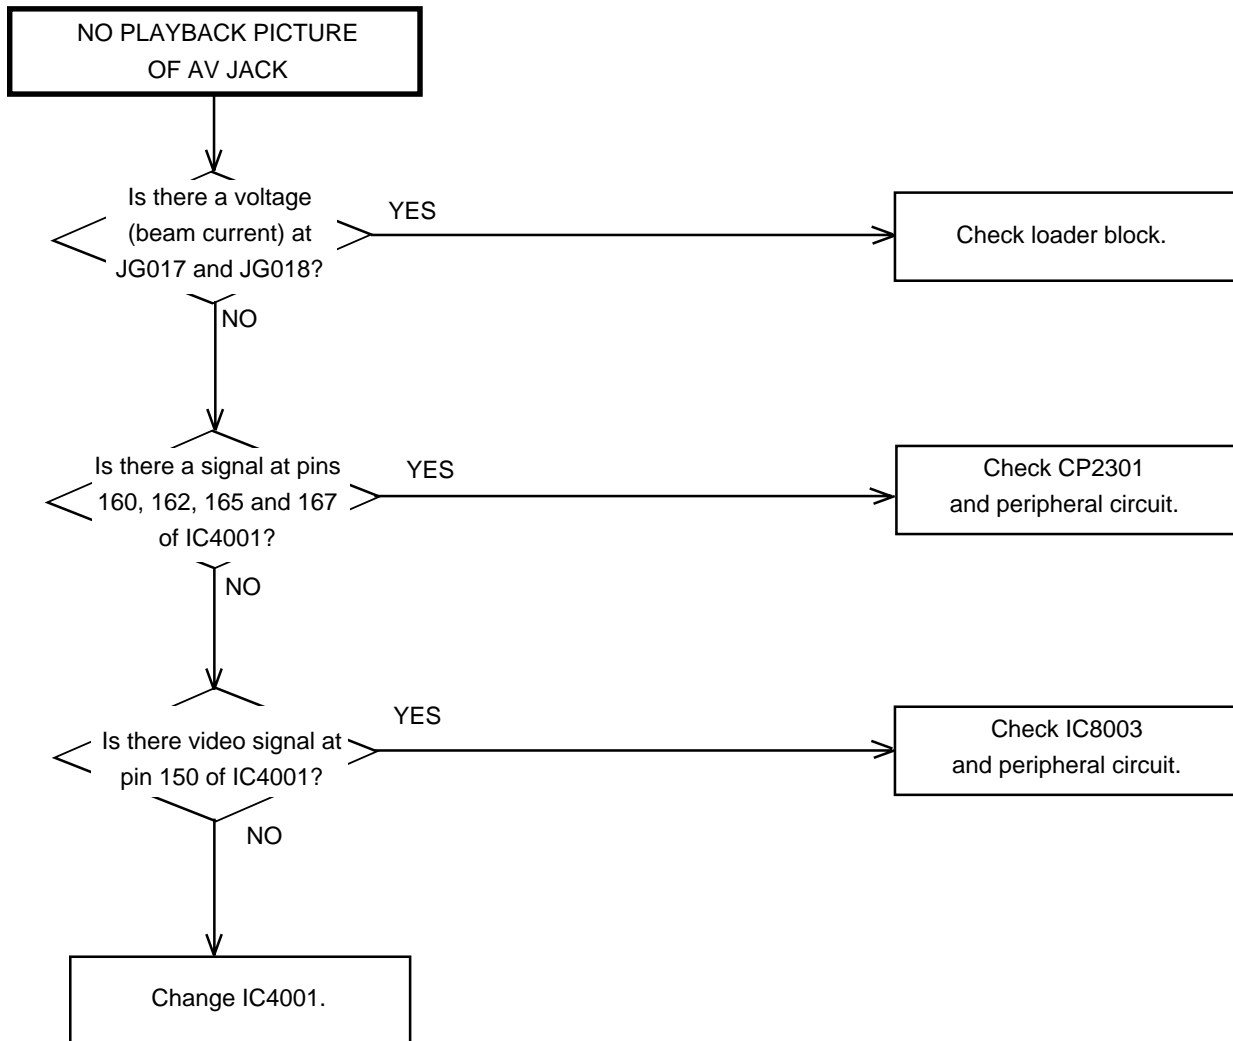 NO PLAYBACK PICTURE
OF AV JACK
Is there a voltage
(beam current) at
JG017 and JG018?
YES
Check loader block.
NO
Is there a signal at pins
160, 162, 165 and 167
of IC4001?
YES
Check CP2301
and peripheral circuit.
NO
Is there video signal at
pin 150 of IC4001?
YES
Check IC8003
and peripheral circuit.
NO
Change IC4001.